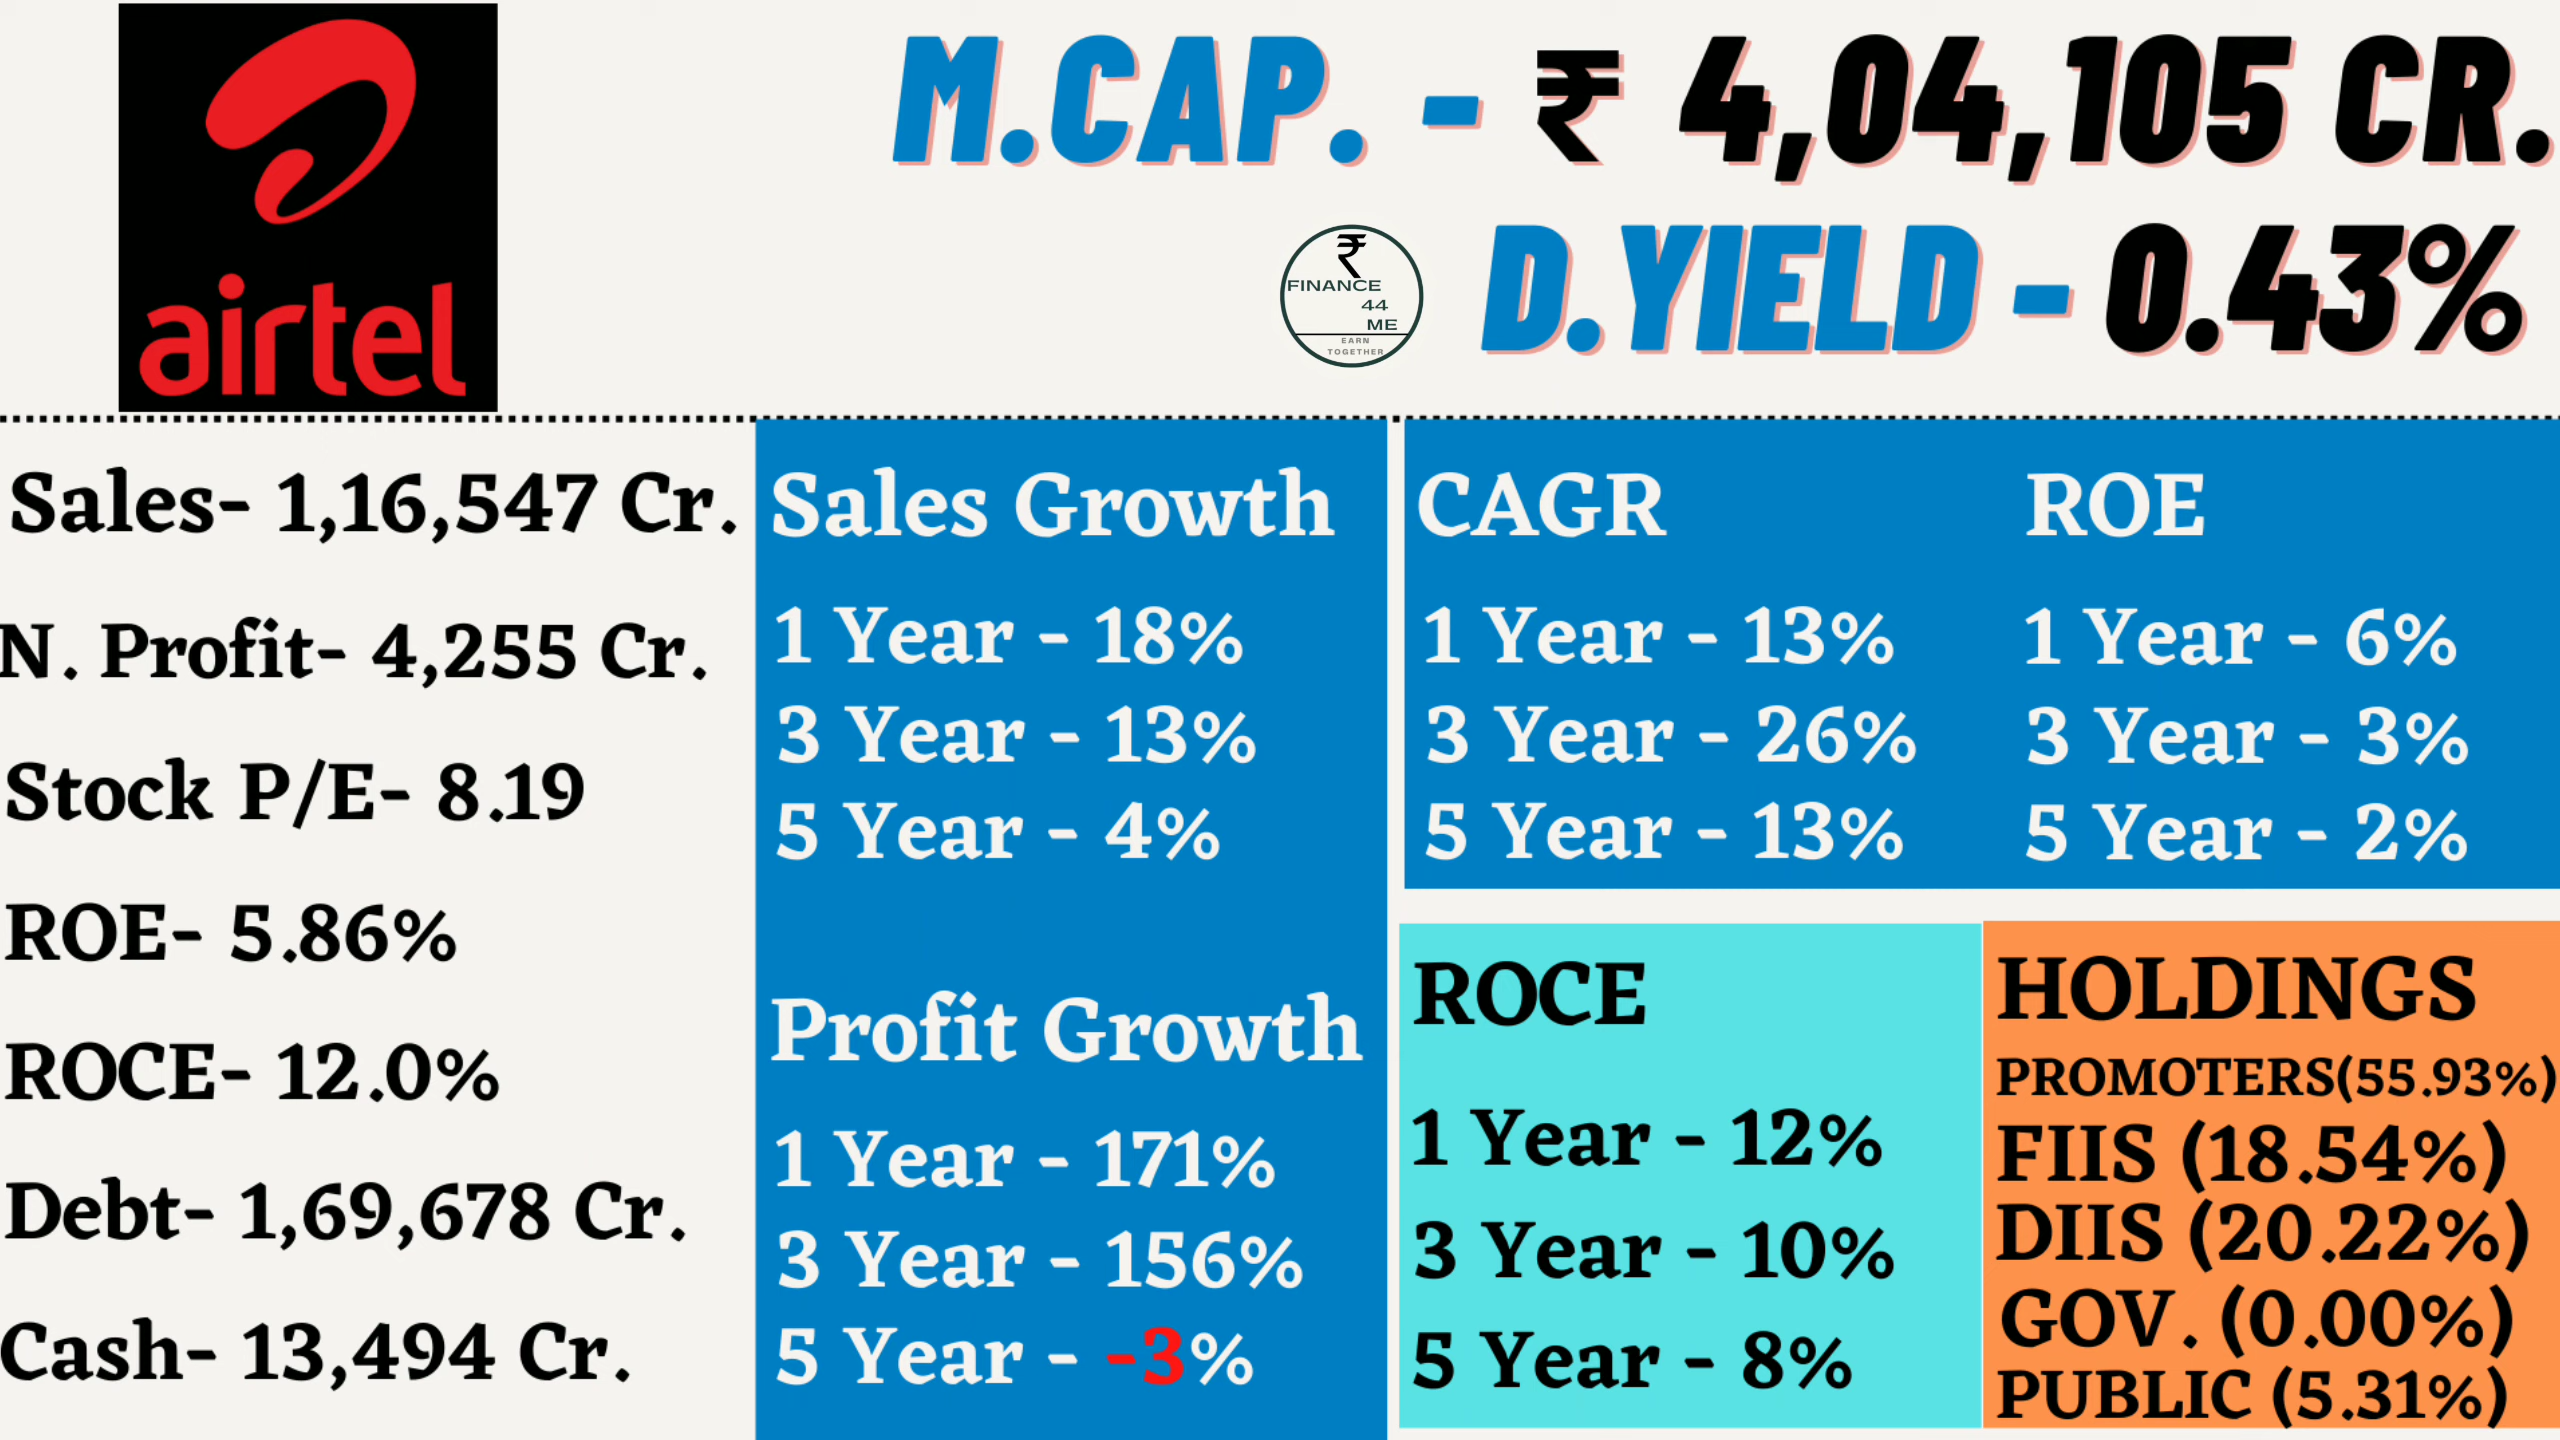 airtel
M.CAP. - ₹ 4,04,105 CR.
₹
FINANCE
44
ME
EARN
TOGETHER
D.YIELD - 0.43%
Sales- 1,16,547 Cr.
N. Profit- 4,255 Cr.
Stock P/E- 8.19
ROE- 5.86%
ROCE- 12.0%
Debt- 1,69,678 Cr.
Cash- 13,494 Cr.
Sales Growth
1 Year - 18%
3 Year - 13%
5 Year - 4%
Profit Growth
1 Year - 171%
3 Year - 156%
5 Year - -3%
CAGR
1 Year - 13%
3 Year - 26%
5 Year - 13%
ROE
1 Year - 6%
3 Year - 3%
5 Year - 2%
ROCE
1 Year - 12%
3 Year - 10%
5 Year - 8%
HOLDINGS
PROMOTERS(55.93%)
FIIS (18.54%)
DIIS (20.22%)
GOV. (0.00%)
PUBLIC (5.31%)